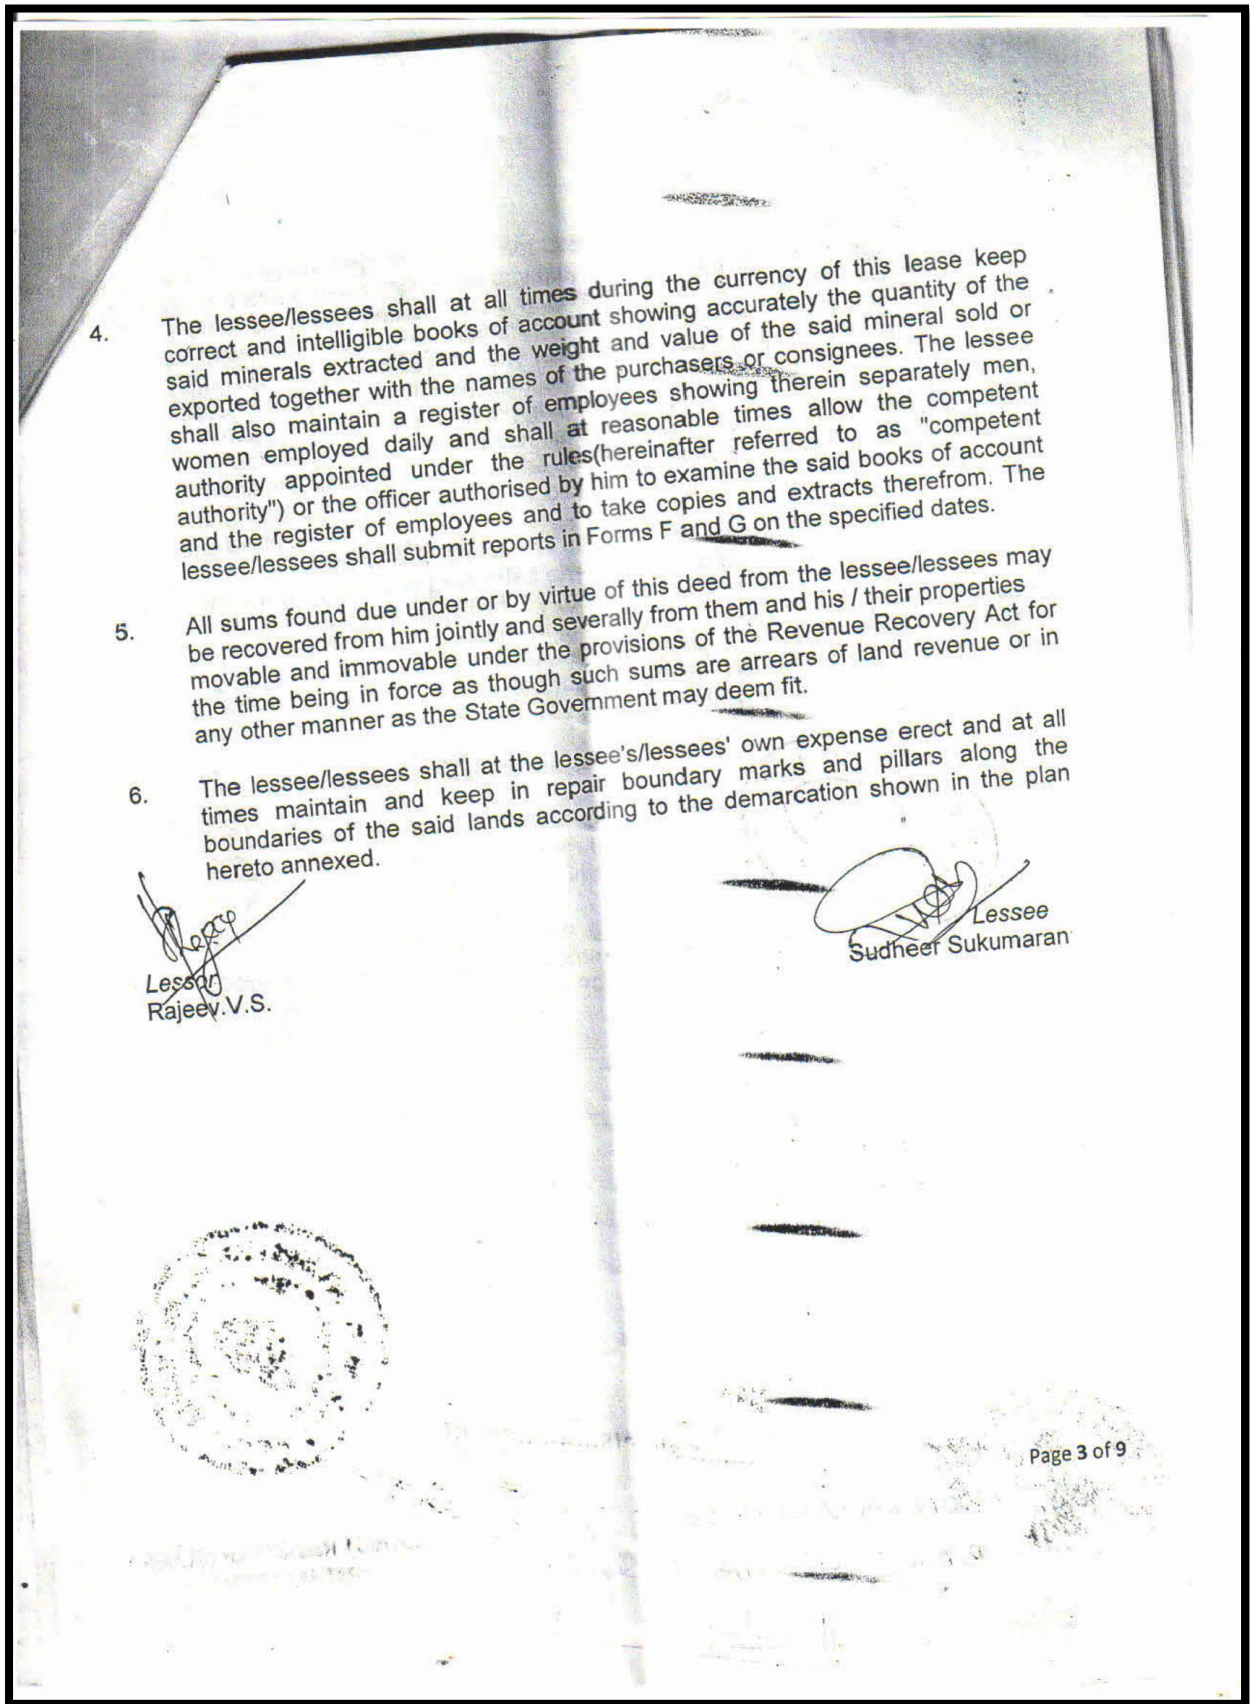 4. The lessee/lessees shall at all times during the currency of this lease keep
correct and intelligible books of account showing accurately the quantity of the
said minerals extracted and the weight and value of the said mineral sold or
exported together with the names of the purchasers or consignees. The lessee
shall also maintain a register of employees showing therein separately men,
women employed daily and shall at reasonable times allow the competent
authority appointed under the rules(hereinafter referred to as "competent
authority") or the officer authorised by him to examine the said books of account
and the register of employees and to take copies and extracts therefrom. The
lessee/lessees shall submit reports in Forms F and G on the specified dates.
5. All sums found due under or by virtue of this deed from the lessee/lessees may
be recovered from him jointly and severally from them and his / their properties
movable and immovable under the provisions of the Revenue Recovery Act for
the time being in force as though such sums are arrears of land revenue or in
any other manner as the State Government may deem fit.
6. The lessee/lessees shall at the lessee's/lessees' own expense erect and at all
times maintain and keep in repair boundary marks and pillars along the
boundaries of the said lands according to the demarcation shown in the plan
hereto annexed.
Lessee
Sudheer Sukumaran
Lessor
Rajeev.V.S.
Page 3 of 9